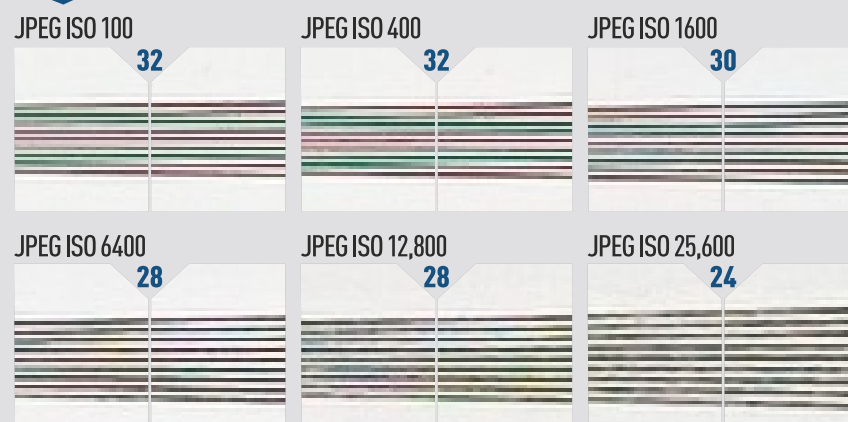 JPEG ISO 100
JPEG ISO 400
JPEG ISO 1600
32
32
30
JPEG ISO 6400
JPEG ISO 12,800
JPEG ISO 25,600
28
28
24